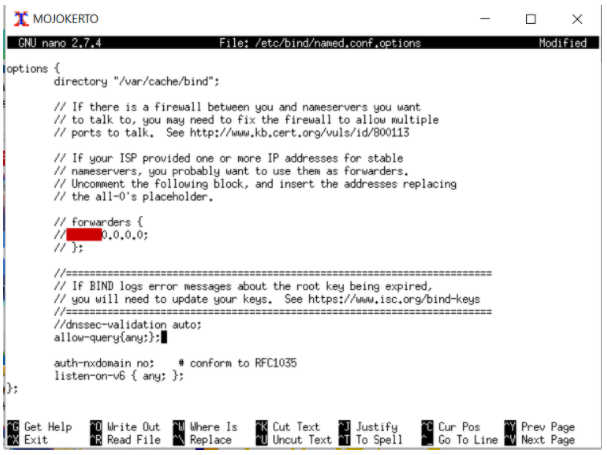 MOJOKERTO
GNU nano 2.7.4 File: /etc/bind/named.conf.options Modified
options {
directory "/var/cache/bind";
// If there is a firewall between you and nameservers you want
// to talk to, you may need to fix the firewall to allow multiple
// ports to talk. See http://www.kb.cert.org/vuls/id/800113
// If your ISP provided one or more IP addresses for stable
// nameservers, you probably want to use them as forwarders.
// Uncomment the following block, and insert the addresses replacing
// the all-0's placeholder.
// forwarders {
// 0.0.0.0;
// };
//========================================================================
// If BIND logs error messages about the root key being expired,
// you will need to update your keys. See https://www.isc.org/bind-keys
//========================================================================
//dnssec-validation auto;
allow-query{any;};
auth-nxdomain no; # conform to RFC1035
listen-on-v6 { any; };
};
^G Get Help ^O Write Out ^W Where Is ^K Cut Text ^J Justify ^C Cur Pos ^Y Prev Page
^X Exit ^R Read File ^\ Replace ^U Uncut Text ^T To Spell ^_ Go To Line ^V Next Page